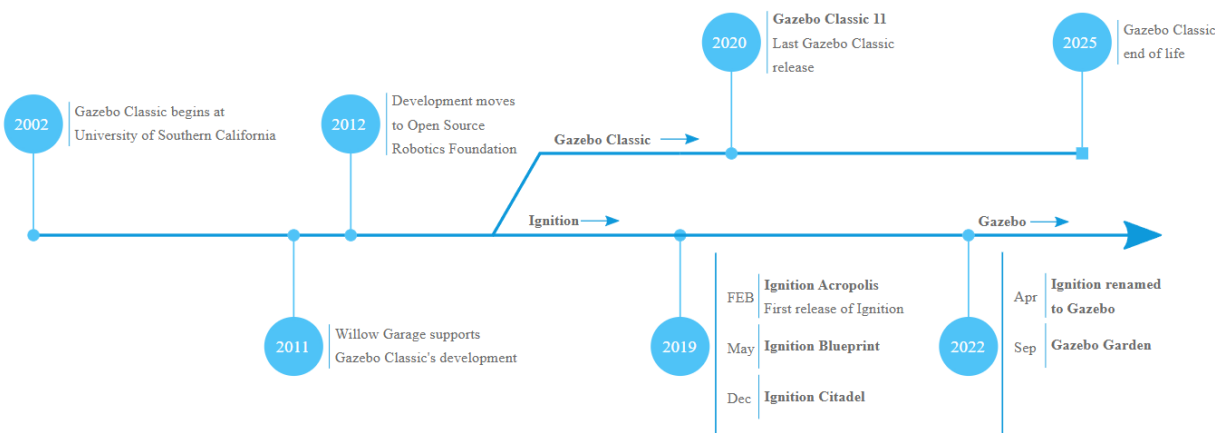 2002
Gazebo Classic begins at
University of Southern California
2012
Development moves
to Open Source
Robotics Foundation
2020
Gazebo Classic 11
Last Gazebo Classic
release
2025
Gazebo Classic
end of life
Gazebo Classic
Ignition
Gazebo
2011
Willow Garage supports
Gazebo Classic's development
2019
FEB
Ignition Acropolis
First release of Ignition
May
Ignition Blueprint
Dec
Ignition Citadel
2022
Apr
Ignition renamed
to Gazebo
Sep
Gazebo Garden